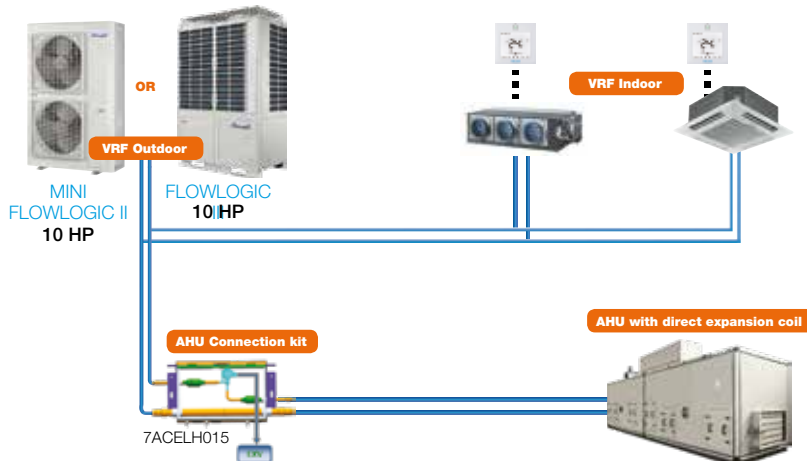 OR
VRF Outdoor
MINI
FLOWLOGIC II
10 HP
FLOWLOGIC
10 HP
VRF Indoor
AHU Connection kit
7ACELH015
AHU with direct expansion coil